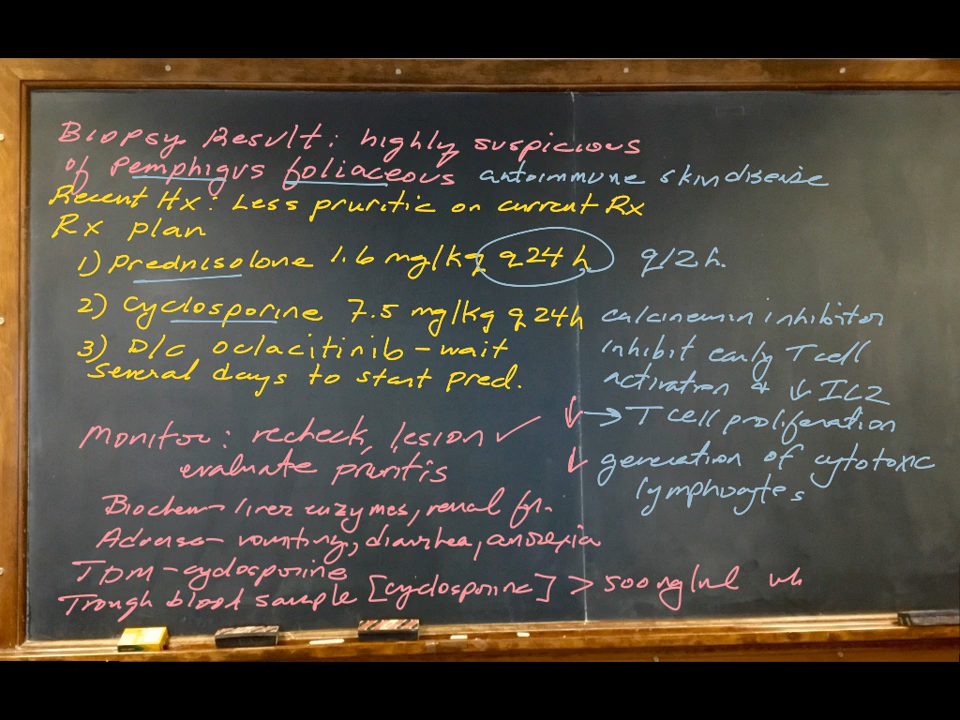 Biopsy Result: highly suspicious
of Pemphigus foliaceous autoimmune skin disease
Recent Hx: Less pruritic on current Rx
Rx plan
1) Prednisolone 1.6 mg/kg q24h q12h.
2) Cyclosporine 7.5 mg/kg q24h
3) D/C oclacitinib - wait
several days to start pred.
calcineurin inhibitor
inhibit early T cell
activation & ↓ IL2
↓ → T cell proliferation
↓ generation of cytotoxic
lymphocytes
Monitor: recheck, lesion ✓
evaluate pruritis
Biochem - liver enzymes, renal fn.
Adverse - vomiting, diarrhea, anorexia
TDM - cyclosporine
Trough blood sample [cyclosporine] > 500 ng/ml